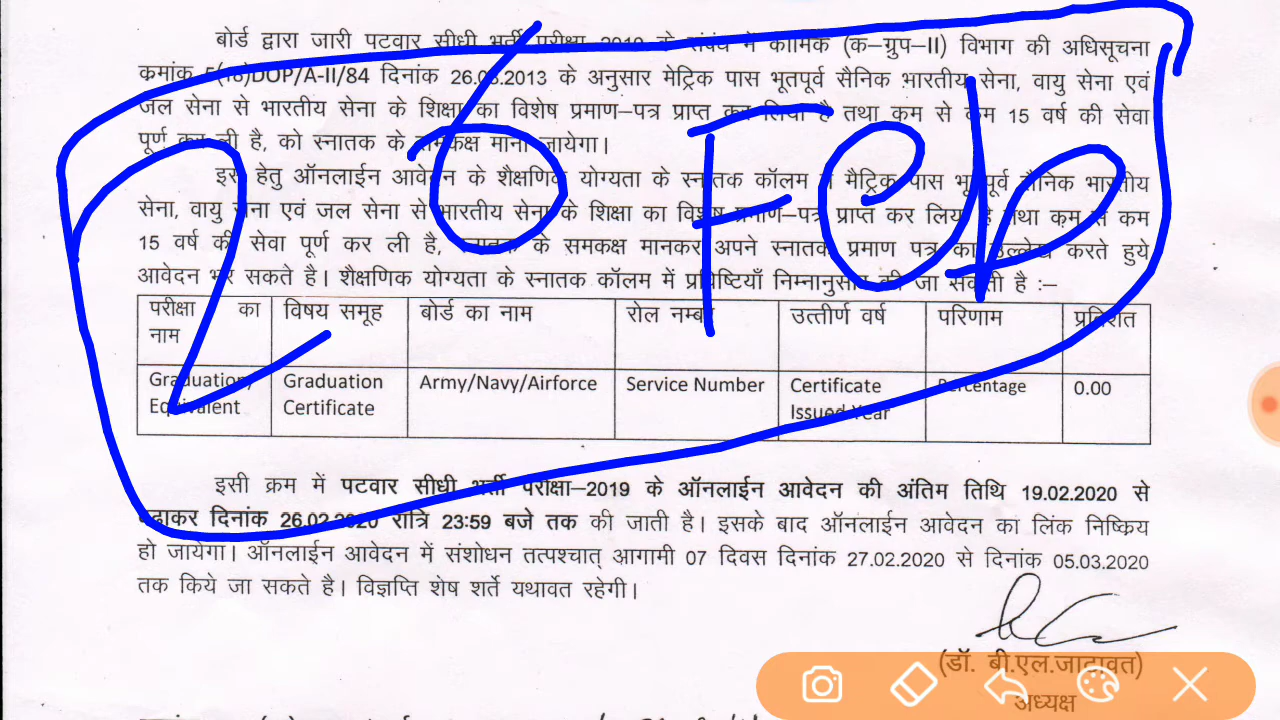 बोर्ड द्वारा जारी पटवार सीधी भर्ती परीक्षा 2019 के संबंध में कार्मिक (क–ग्रुप–II) विभाग की अधिसूचना
क्रमांक 5(18)DOP/A-II/84 दिनांक 26.08.2013 के अनुसार मेट्रिक पास भूतपूर्व सैनिक भारतीय सेना, वायु सेना एवं
जल सेना से भारतीय सेना के शिक्षा का विशेष प्रमाण–पत्र प्राप्त कर लिया है तथा कम से कम 15 वर्ष की सेवा
पूर्ण कर ली है, को स्नातक के समकक्ष माना जायेगा।
इस हेतु ऑनलाईन आवेदन के शैक्षणिक योग्यता के स्नातक कॉलम में मैट्रिक पास भूतपूर्व सैनिक भारतीय
सेना, वायु सेना एवं जल सेना से भारतीय सेना के शिक्षा का विशेष प्रमाण–पत्र प्राप्त कर लिया है तथा कम से कम
15 वर्ष की सेवा पूर्ण कर ली है, स्नातक के समकक्ष मानकर अपने स्नातक प्रमाण पत्र का उल्लेख करते हुये
आवेदन भर सकते है। शैक्षणिक योग्यता के स्नातक कॉलम में प्रविष्टियाँ निम्नानुसार की जा सकती है :–
परीक्षा का नाम विषय समूह बोर्ड का नाम रोल नम्बर उत्तीर्ण वर्ष परिणाम प्रतिशत
Graduation Equivalent Graduation Certificate Army/Navy/Airforce Service Number Certificate Issued Year Percentage 0.00
26 Feb
इसी क्रम में पटवार सीधी भर्ती परीक्षा–2019 के ऑनलाईन आवेदन की अंतिम तिथि 19.02.2020 से
बढ़ाकर दिनांक 26.02.2020 रात्रि 23:59 बजे तक की जाती है। इसके बाद ऑनलाईन आवेदन का लिंक निष्क्रिय
हो जायेगा। ऑनलाईन आवेदन में संशोधन तत्पश्चात् आगामी 07 दिवस दिनांक 27.02.2020 से दिनांक 05.03.2020
तक किये जा सकते है। विज्ञप्ति शेष शर्ते यथावत रहेगी।
(डॉ. बी.एल.जाटावत)
अध्यक्ष